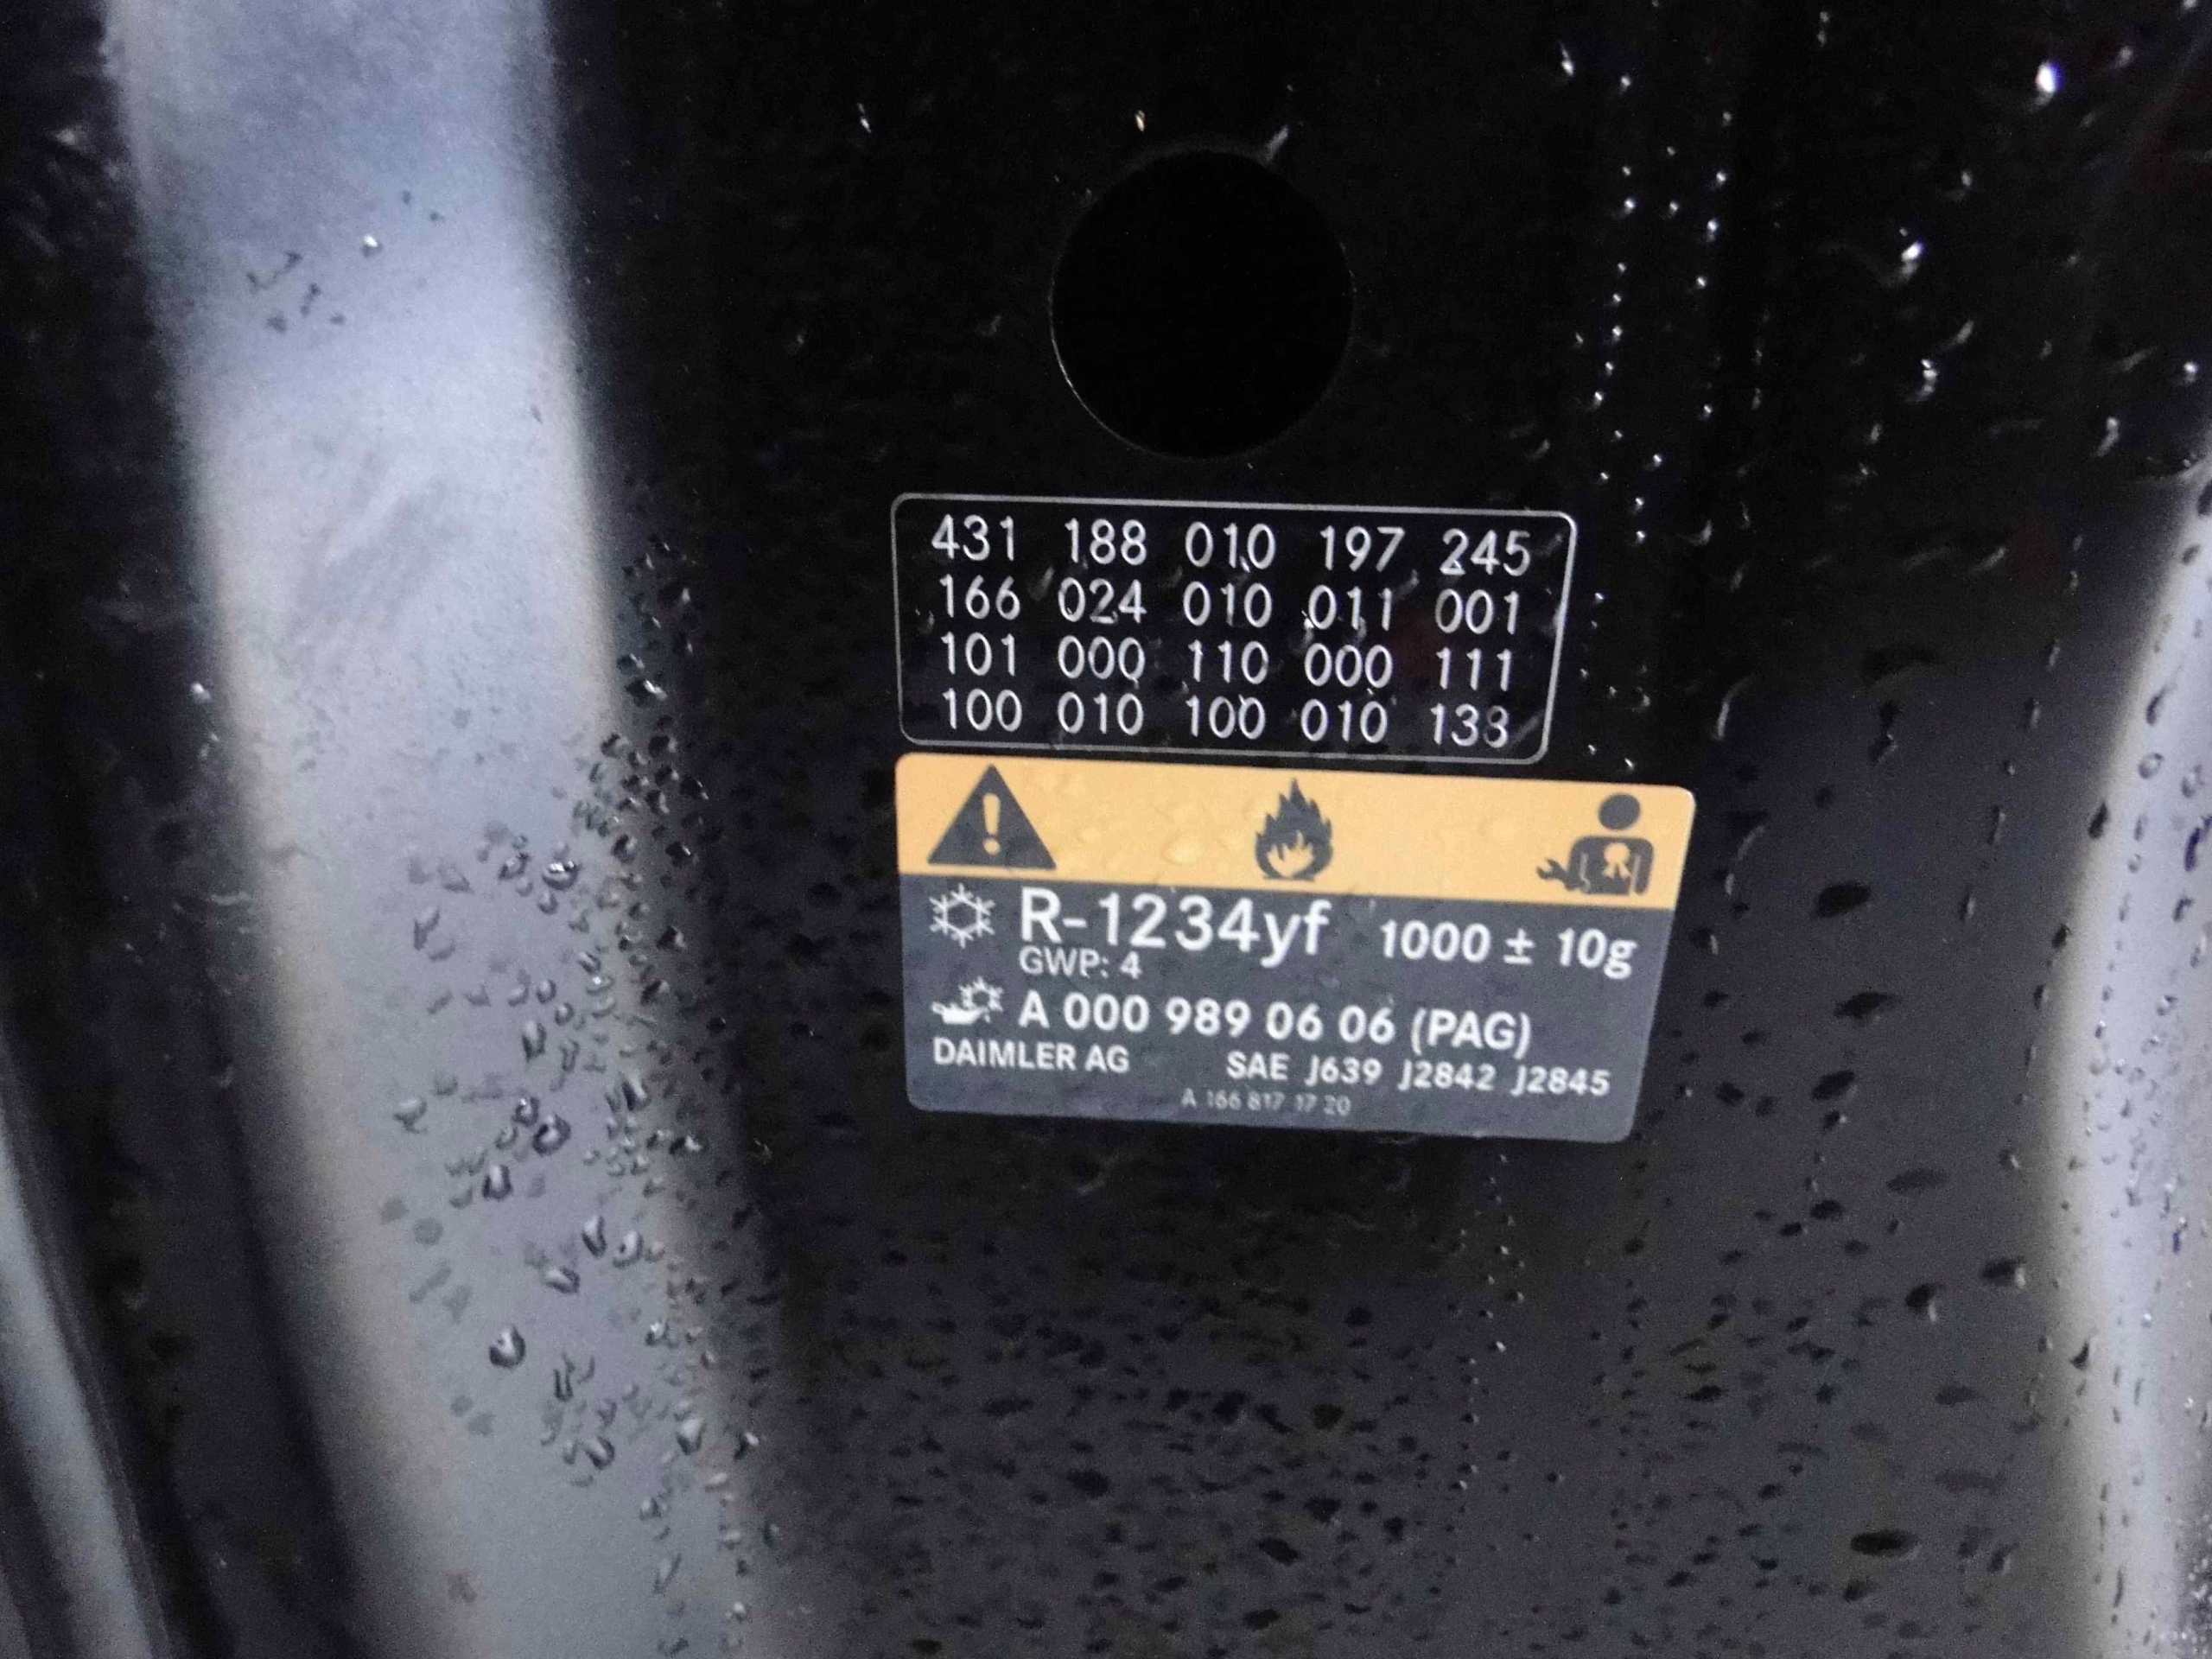 431 188 010 197 245
166 024 010 011 001
101 000 110 000 111
100 010 100 010 138
R-1234yf 1000 ± 10g
GWP: 4
A 000 989 06 06 (PAG)
DAIMLER AG SAE J639 J2842 J2845
A 166 817 17 20